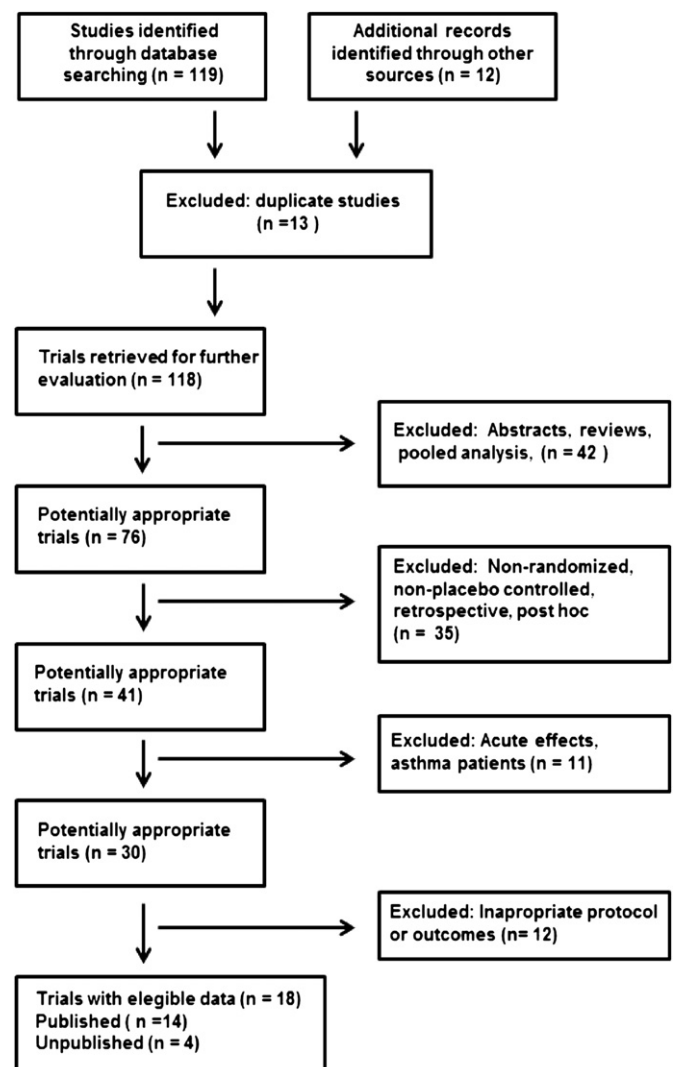 Studies identified
through database
searching (n = 119)
Additional records
identified through other
sources (n = 12)
Excluded: duplicate studies
(n =13 )
Trials retrieved for further
evaluation (n = 118)
Excluded: Abstracts, reviews,
pooled analysis, (n = 42 )
Potentially appropriate
trials (n = 76)
Excluded: Non-randomized,
non-placebo controlled,
retrospective, post hoc
(n = 35)
Potentially appropriate
trials (n = 41)
Excluded: Acute effects,
asthma patients (n = 11)
Potentially appropriate
trials (n = 30)
Excluded: Inapropriate protocol
or outcomes (n= 12)
Trials with elegible data (n = 18)
Published ( n =14)
Unpublished (n = 4)